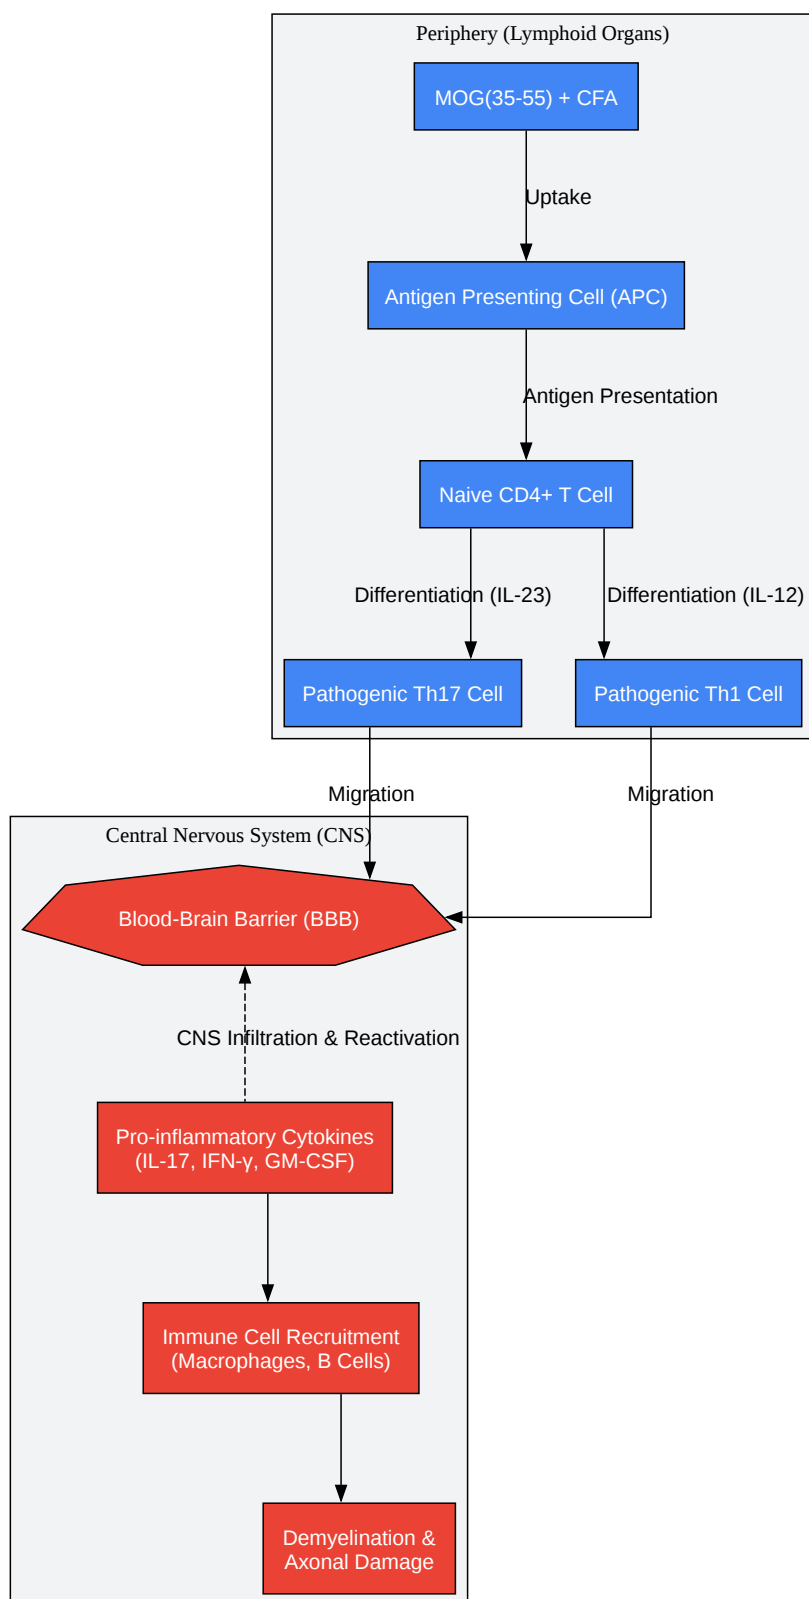 Periphery (Lymphoid Organs)
MOG(35-55) + CFA
Uptake
Antigen Presenting Cell (APC)
Antigen Presentation
Naive CD4+ T Cell
Differentiation (IL-23)
Differentiation (IL-12)
Pathogenic Th17 Cell
Pathogenic Th1 Cell
Migration
Migration
Central Nervous System (CNS)
Blood-Brain Barrier (BBB)
CNS Infiltration & Reactivation
Pro-inflammatory Cytokines
(IL-17, IFN-γ, GM-CSF)
Immune Cell Recruitment
(Macrophages, B Cells)
Demyelination &
Axonal Damage